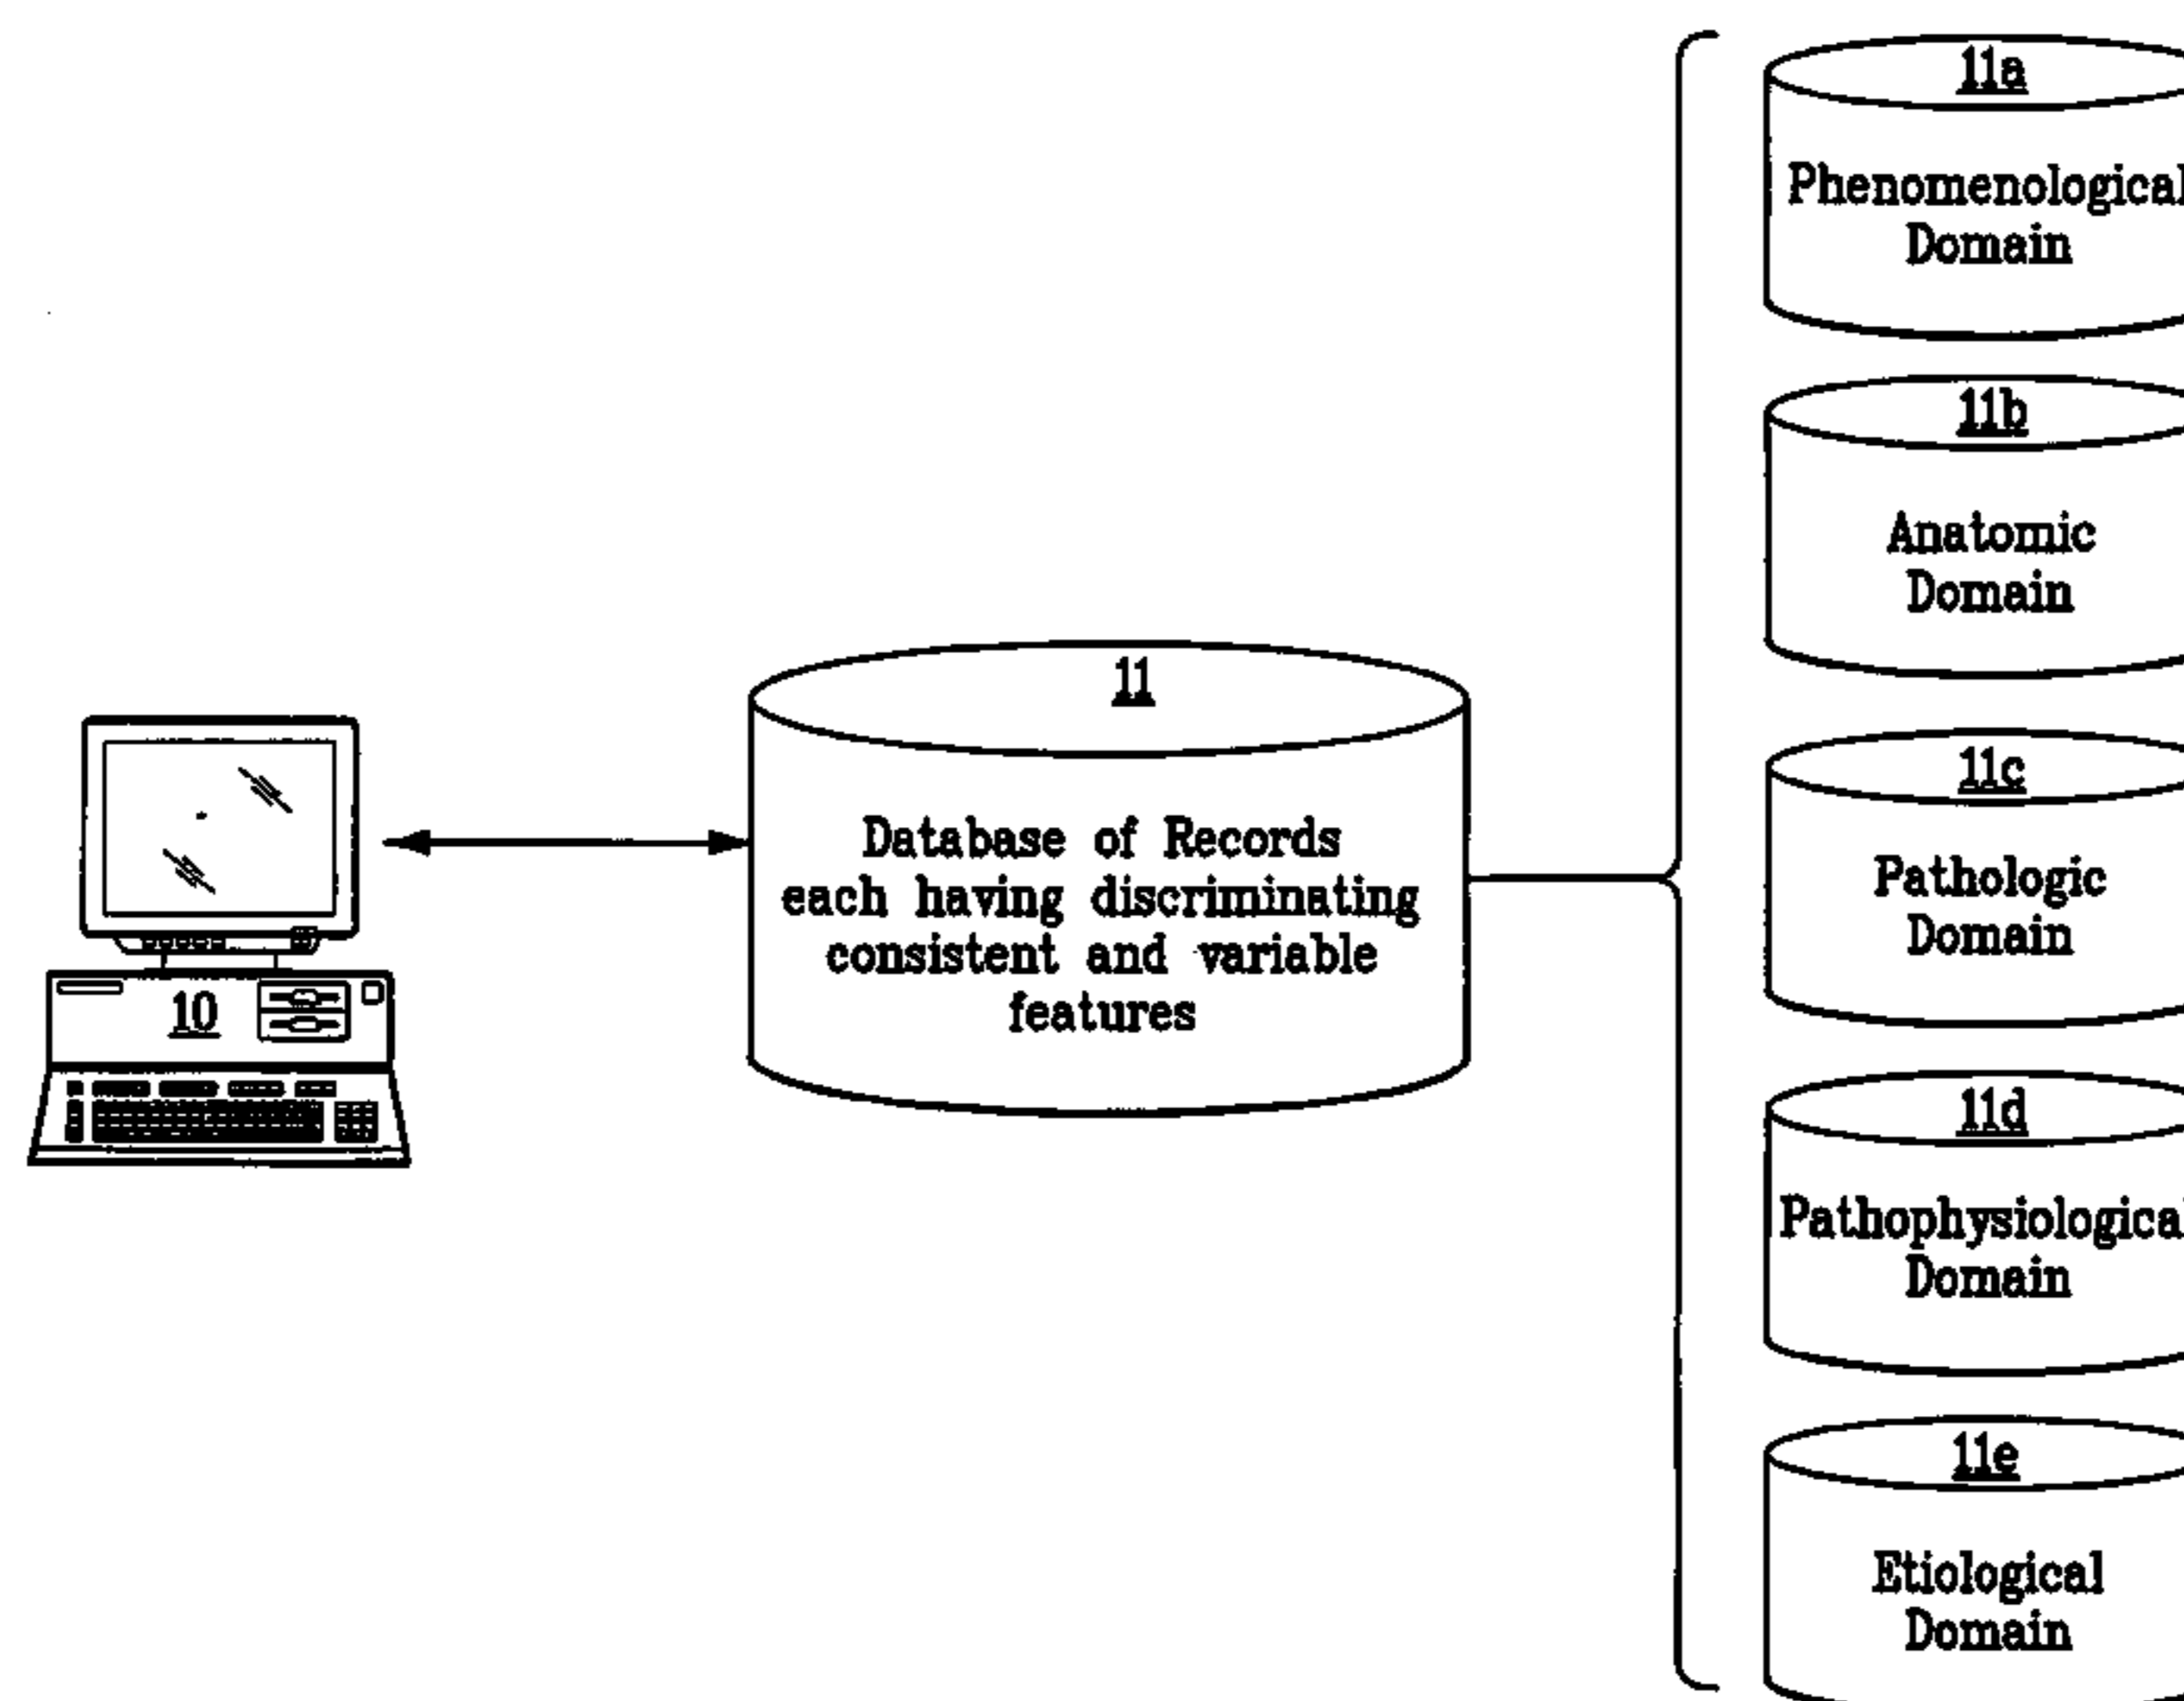 10
11
Database of Records
each having discriminating
consistent and variable
features
11a
Phenomenological
Domain
11b
Anatomic
Domain
11c
Pathologic
Domain
11d
Pathophysiological
Domain
11e
Etiological
Domain